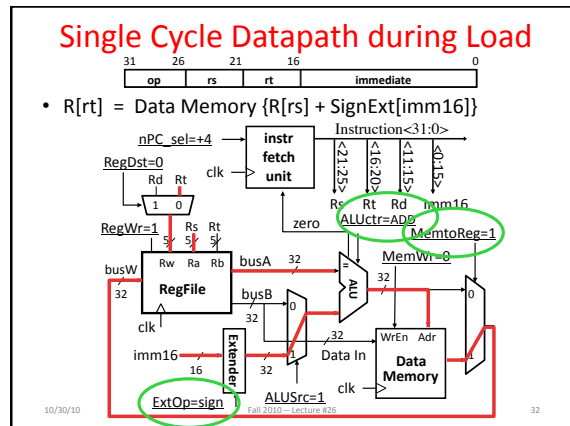 Single Cycle Datapath during Load
31 26 21 16 0
op rs rt immediate
• R[rt] = Data Memory {R[rs] + SignExt[imm16]}
nPC_sel=+4
instr
fetch
unit
Instruction<31:0>
<21:25>
<16:20>
<11:15>
<0:15>
RegDst=0
Rd Rt
clk
1 0
Rs Rt Rd imm16
zero
ALUctr=ADD
MemtoReg=1
RegWr=1
Rs Rt
5 5 5
MemWr=0
busW
32
Rw Ra Rb
RegFile
busA
32
busB
32
=
ALU
32
0
clk
0
32
WrEn Adr
imm16
16
Extender
32
1
Data In
Data
Memory
1
clk
ExtOp=sign
ALUSrc=1
10/30/10
Fall 2010 -- Lecture #26
32